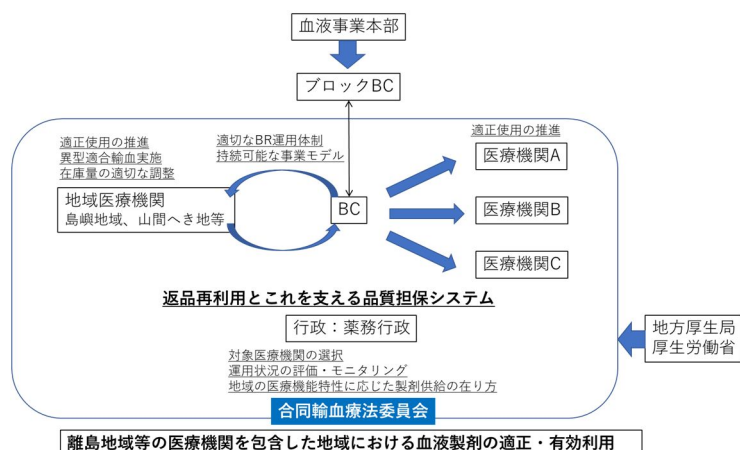 血液事業本部
ブロックBC
適正使用の推進
異型適合輸血実施
在庫量の適切な調整
適切なBR運用体制
持続可能な事業モデル
適正使用の推進
医療機関A
地域医療機関
島嶼地域、山間へき地等
BC
医療機関B
医療機関C
返品再利用とこれを支える品質担保システム
行政：薬務行政
地方厚生局
厚生労働省
対象医療機関の選択
運用状況の評価・モニタリング
地域の医療機能特性に応じた製剤供給の在り方
合同輸血療法委員会
離島地域等の医療機関を包含した地域における血液製剤の適正・有効利用